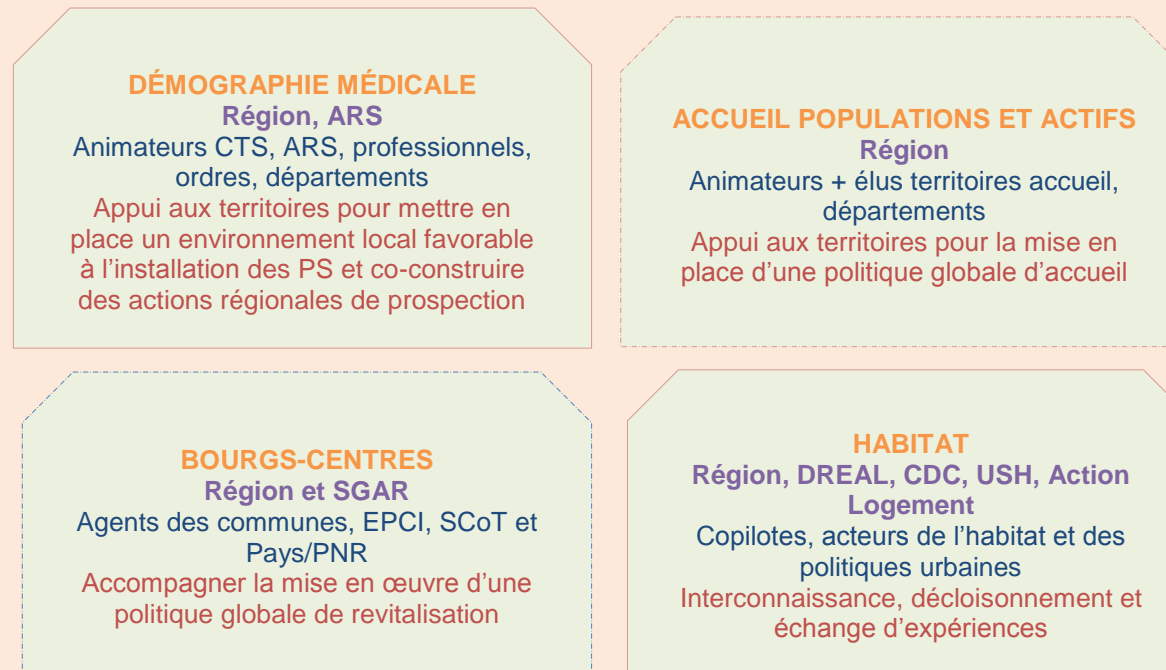 DÉMOGRAPHIE MÉDICALE
Région, ARS
Animateurs CTS, ARS, professionnels,
ordres, départements
Appui aux territoires pour mettre en
place un environnement local favorable
à l’installation des PS et co-construire
des actions régionales de prospection
ACCUEIL POPULATIONS ET ACTIFS
Région
Animateurs + élus territoires accueil,
départements
Appui aux territoires pour la mise en
place d’une politique globale d’accueil
BOURGS-CENTRES
Région et SGAR
Agents des communes, EPCI, SCoT et
Pays/PNR
Accompagner la mise en œuvre d’une
politique globale de revitalisation
HABITAT
Région, DREAL, CDC, USH, Action
Logement
Copilotes, acteurs de l’habitat et des
politiques urbaines
Interconnaissance, décloisonnement et
échange d’expériences